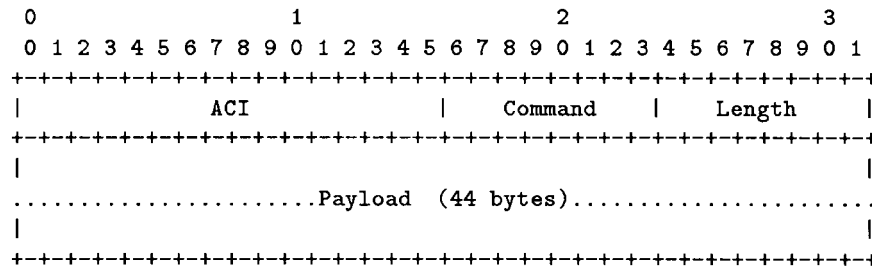 0                   1                   2                   3
0 1 2 3 4 5 6 7 8 9 0 1 2 3 4 5 6 7 8 9 0 1 2 3 4 5 6 7 8 9 0 1
+-+-+-+-+-+-+-+-+-+-+-+-+-+-+-+-+-+-+-+-+-+-+-+-+-+-+-+-+-+-+-+-+
|              ACI              |    Command    |    Length     |
+-+-+-+-+-+-+-+-+-+-+-+-+-+-+-+-+-+-+-+-+-+-+-+-+-+-+-+-+-+-+-+-+
|                                                               |
.......................Payload (44 bytes).......................
|                                                               |
+-+-+-+-+-+-+-+-+-+-+-+-+-+-+-+-+-+-+-+-+-+-+-+-+-+-+-+-+-+-+-+-+